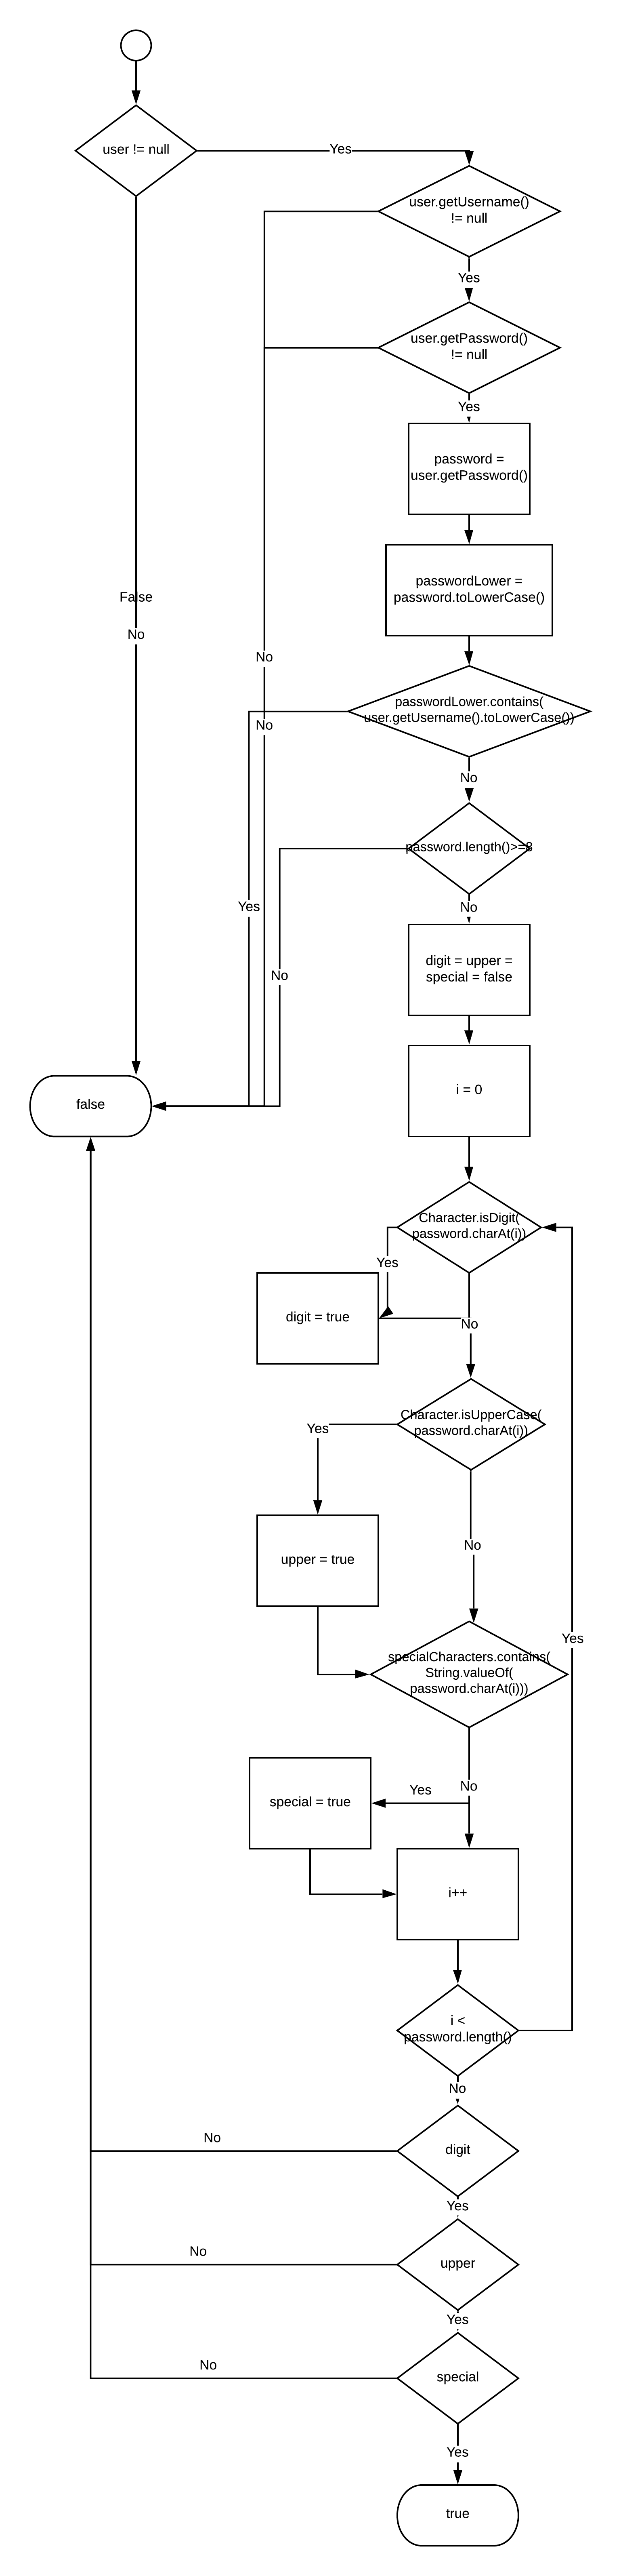 user != null
Yes
user.getUsername()
!= null
Yes
user.getPassword()
!= null
Yes
password =
user.getPassword()
passwordLower =
password.toLowerCase()
False
No
No
passwordLower.contains(
user.getUsername().toLowerCase())
No
No
password.length()>=8
Yes
No
digit = upper =
special = false
No
i = 0
false
Character.isDigit(
password.charAt(i))
Yes
digit = true
No
Character.isUpperCase(
password.charAt(i))
Yes
No
upper = true
Yes
specialCharacters.contains(
String.valueOf(
password.charAt(i)))
No
Yes
special = true
i++
i <
password.length()
No
No
digit
Yes
No
upper
Yes
No
special
Yes
true